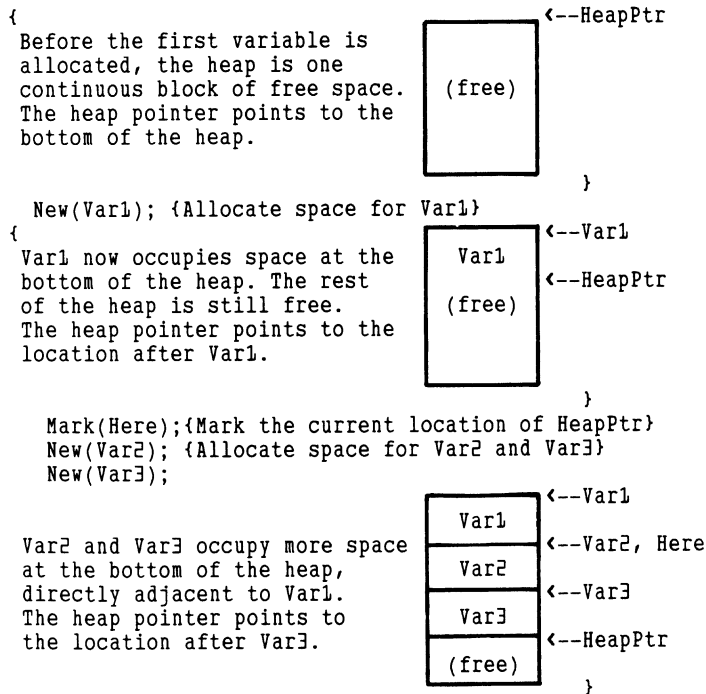 { <--HeapPtr
Before the first variable is
allocated, the heap is one
continuous block of free space. (free)
The heap pointer points to the
bottom of the heap.
}
New(Var1); {Allocate space for Var1}
{ <--Var1
Var1 now occupies space at the Var1
bottom of the heap. The rest <--HeapPtr
of the heap is still free. (free)
The heap pointer points to the
location after Var1.
}
Mark(Here);{Mark the current location of HeapPtr}
New(Var2); {Allocate space for Var2 and Var3}
New(Var3);
<--Var1
Var1
Var2 and Var3 occupy more space <--Var2, Here
at the bottom of the heap, Var2
directly adjacent to Var1. <--Var3
The heap pointer points to Var3
the location after Var3. <--HeapPtr
(free)
}